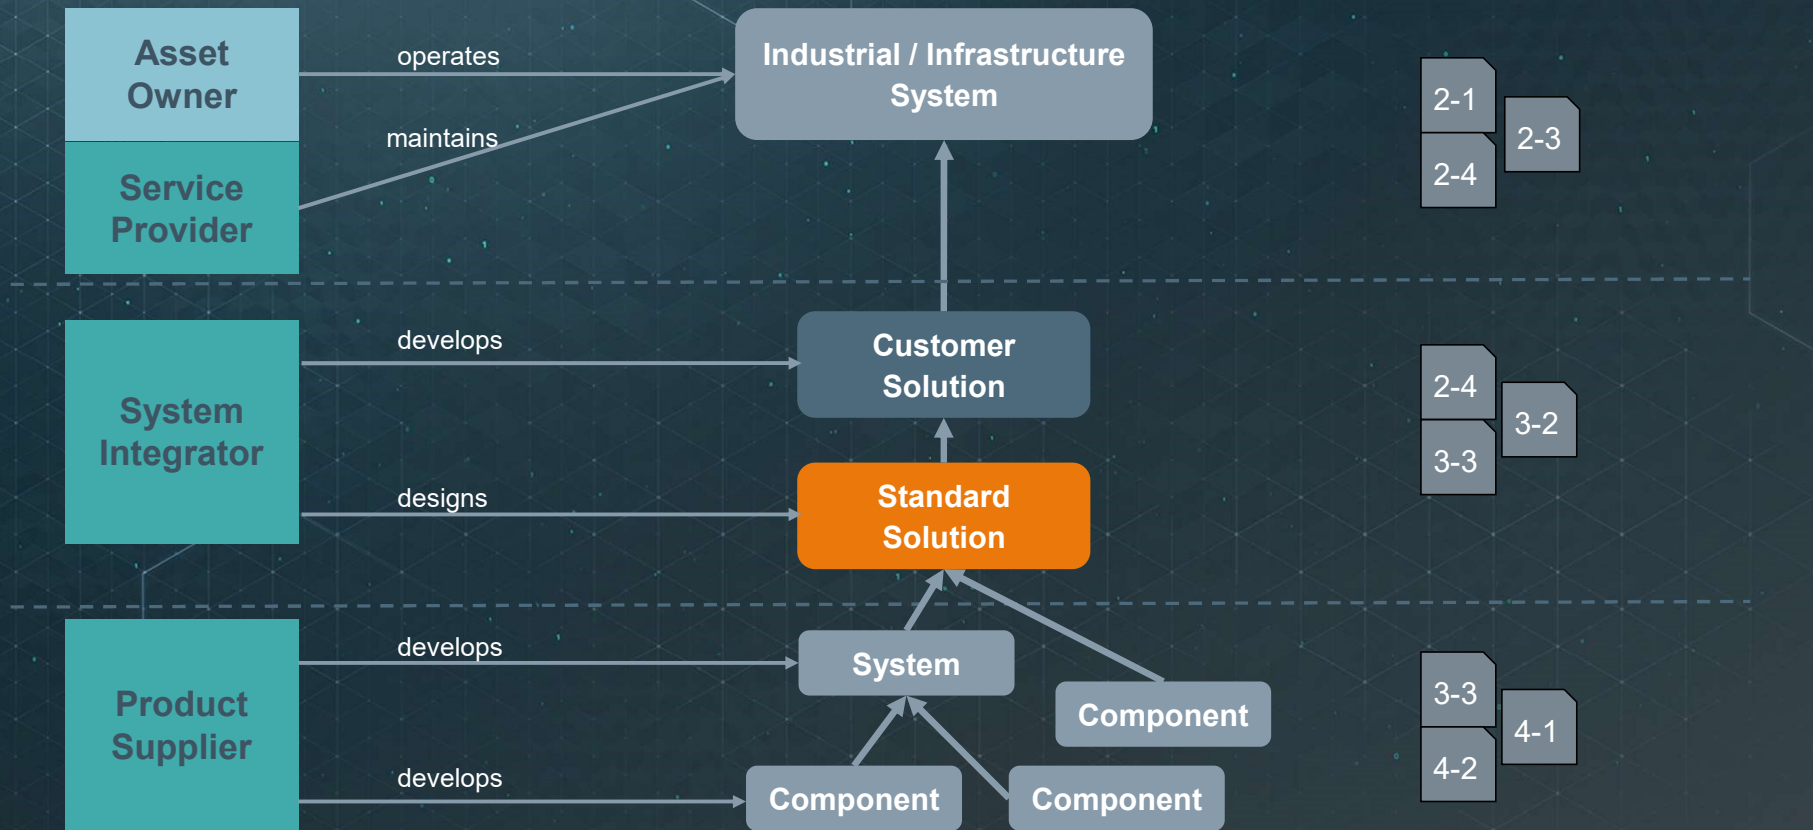 Asset
Owner
operates
Industrial / Infrastructure
System
2-1
2-3
2-4
maintains
Service
Provider
System
Integrator
develops
Customer
Solution
2-4
3-2
3-3
designs
Standard
Solution
Product
Supplier
develops
System
Component
3-3
4-1
4-2
develops
Component
Component